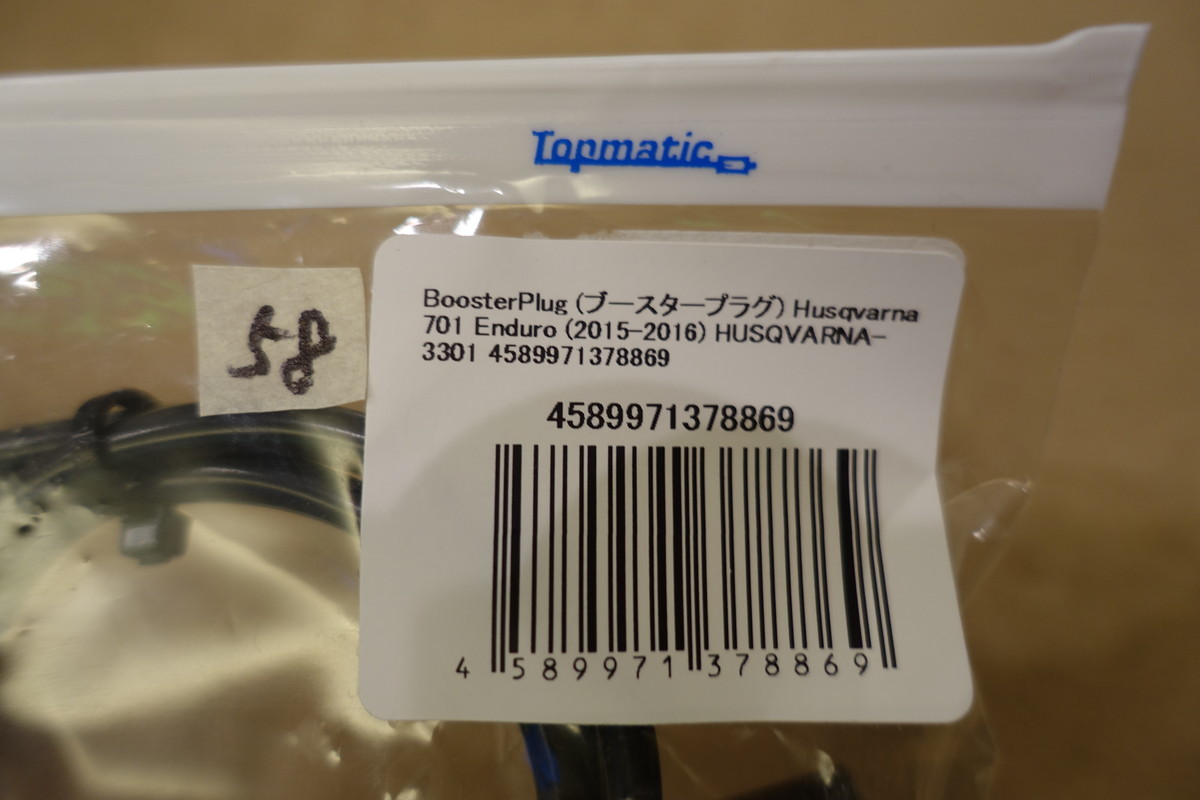 Topmatic
58
BoosterPlug (ブースタープラグ) Husqvarna
701 Enduro (2015-2016) HUSQVARNA-
3301 4589971378869
4589971378869
4 589971 378869